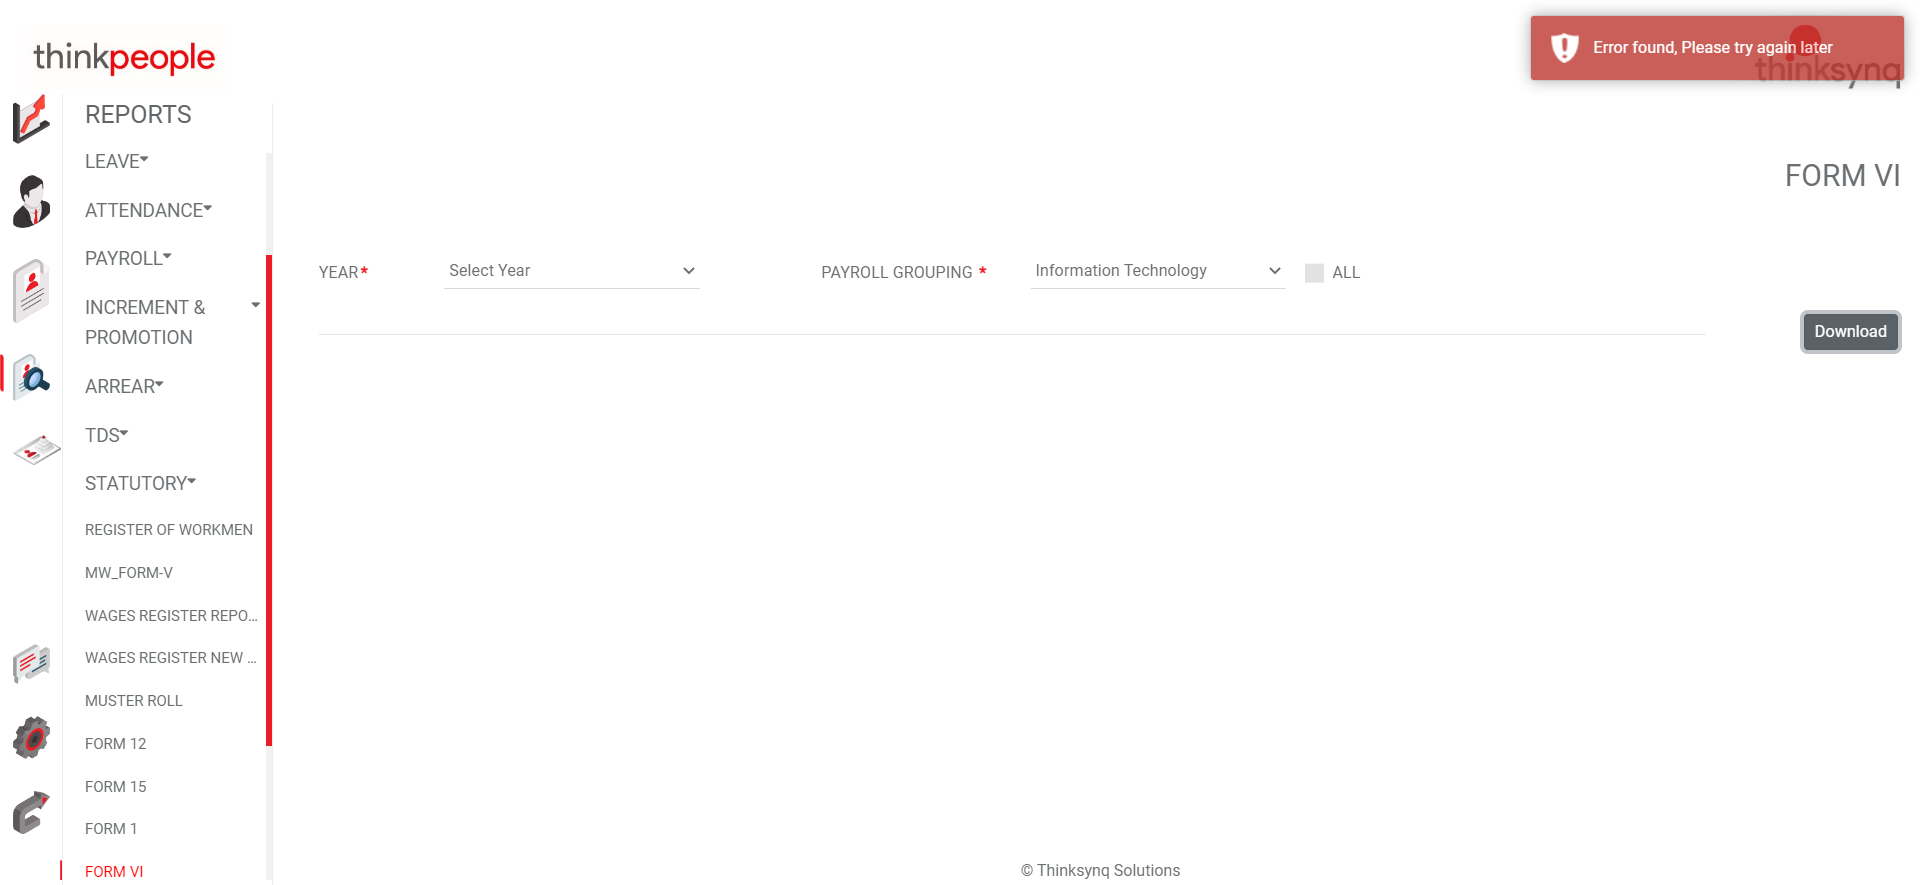 thinkpeople
Error found, Please try again later
thinksynq
REPORTS
LEAVE
ATTENDANCE
PAYROLL
INCREMENT &
PROMOTION
ARREAR
TDS
STATUTORY
REGISTER OF WORKMEN
MW_FORM-V
WAGES REGISTER REPO...
WAGES REGISTER NEW ...
MUSTER ROLL
FORM 12
FORM 15
FORM 1
FORM VI
FORM VI
YEAR* Select Year PAYROLL GROUPING * Information Technology ALL
Download
© Thinksynq Solutions